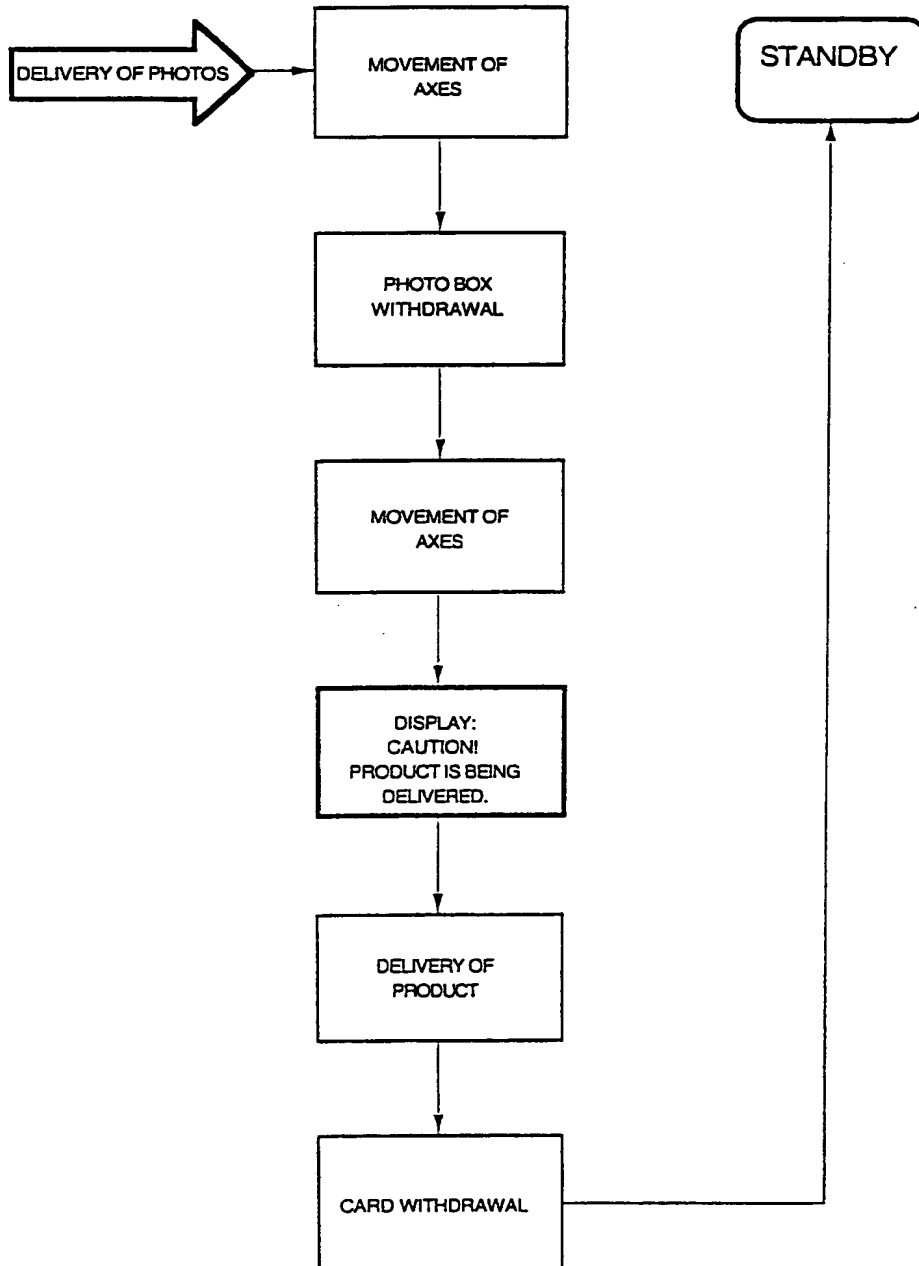 DELIVERY OF PHOTOS
MOVEMENT OF
AXES
STANDBY
PHOTO BOX
WITHDRAWAL
MOVEMENT OF
AXES
DISPLAY:
CAUTION!
PRODUCT IS BEING
DELIVERED.
DELIVERY OF
PRODUCT
CARD WITHDRAWAL